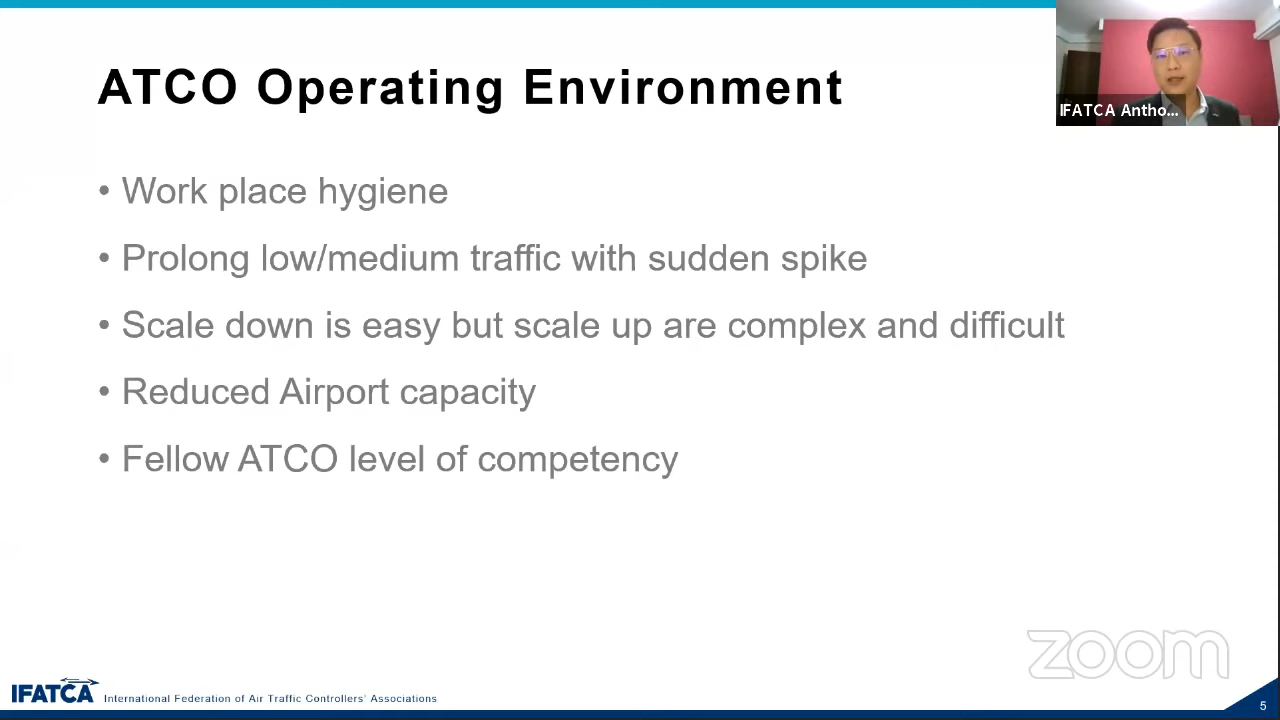 ATCO Operating Environment
IFATCA Antho...
• Work place hygiene
• Prolong low/medium traffic with sudden spike
• Scale down is easy but scale up are complex and difficult
• Reduced Airport capacity
• Fellow ATCO level of competency
zoom
IFATCA International Federation of Air Traffic Controllers' Associations
5